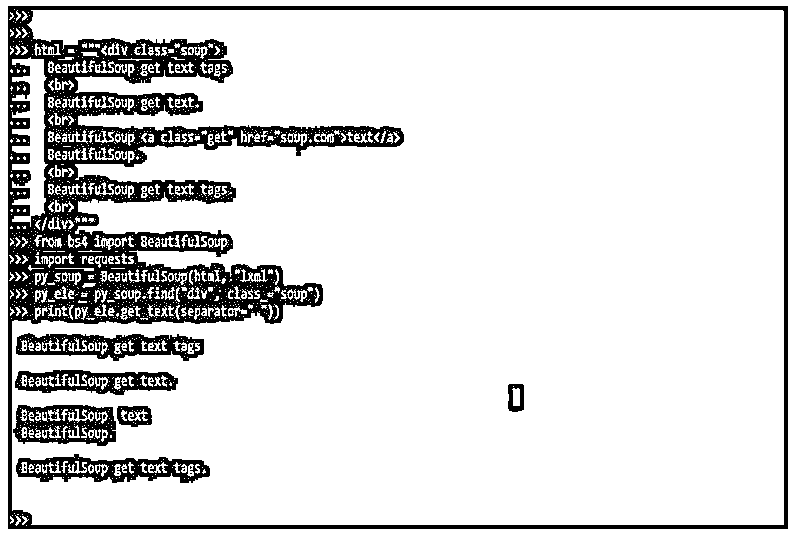 >>>
>>>
>>> html = """<div class="soup">
... BeautifulSoup get text tags
... <br>
... BeautifulSoup get text.
... <br>
... BeautifulSoup <a class="get" href="soup.com">text</a>
... BeautifulSoup.
... <br>
... BeautifulSoup get text tags.
... <br>
... </div>"""
>>> from bs4 import BeautifulSoup
>>> import requests
>>> py_soup = BeautifulSoup(html, "lxml")
>>> py_ele = py_soup.find("div", class_="soup")
>>> print(py_ele.get_text(separator=" "))
BeautifulSoup get text tags
BeautifulSoup get text.
BeautifulSoup text
BeautifulSoup.
BeautifulSoup get text tags.
>>>